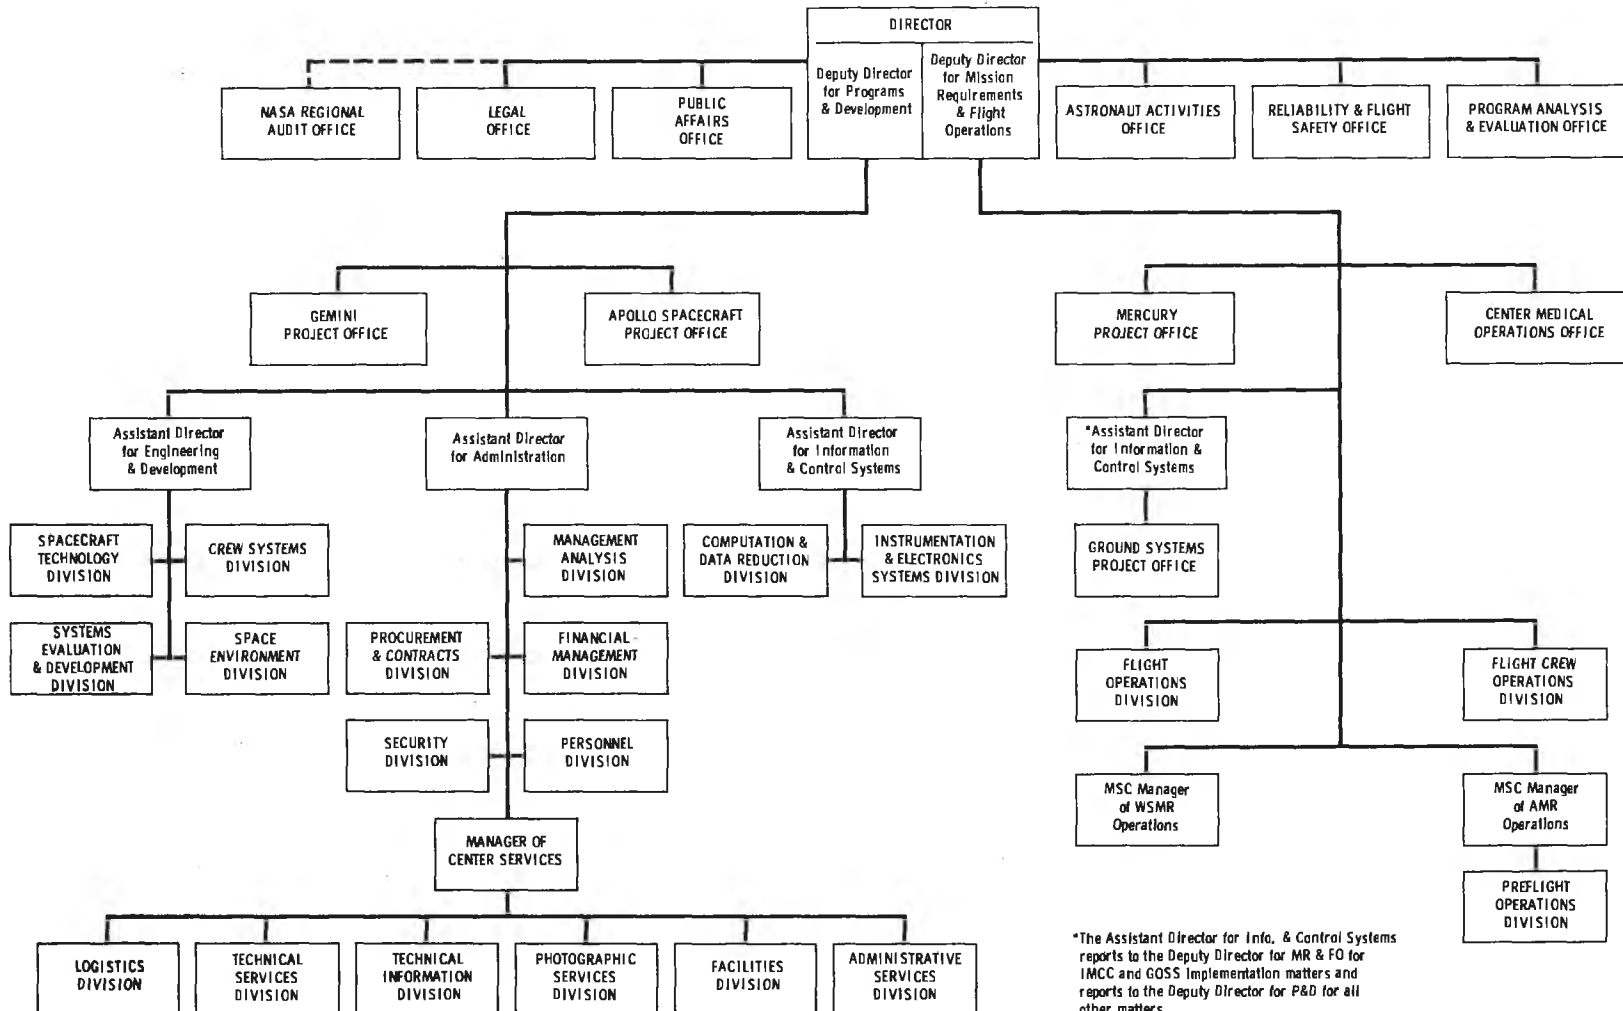 DIRECTOR
Deputy Director
for Programs
& Development
Deputy Director
for Mission
Requirements
& Flight
Operations
NASA REGIONAL
AUDIT OFFICE
LEGAL
OFFICE
PUBLIC
AFFAIRS
OFFICE
ASTRONAUT ACTIVITIES
OFFICE
RELIABILITY & FLIGHT
SAFETY OFFICE
PROGRAM ANALYSIS
& EVALUATION OFFICE
GEMINI
PROJECT OFFICE
APOLLO SPACECRAFT
PROJECT OFFICE
MERCURY
PROJECT OFFICE
CENTER MEDICAL
OPERATIONS OFFICE
Assistant Director
for Engineering
& Development
Assistant Director
for Administration
Assistant Director
for Information
& Control Systems
*Assistant Director
for Information &
Control Systems
SPACECRAFT
TECHNOLOGY
DIVISION
CREW SYSTEMS
DIVISION
MANAGEMENT
ANALYSIS
DIVISION
COMPUTATION &
DATA REDUCTION
DIVISION
INSTRUMENTATION
& ELECTRONICS
SYSTEMS DIVISION
GROUND SYSTEMS
PROJECT OFFICE
SYSTEMS
EVALUATION
& DEVELOPMENT
DIVISION
SPACE
ENVIRONMENT
DIVISION
PROCUREMENT
& CONTRACTS
DIVISION
FINANCIAL
MANAGEMENT
DIVISION
FLIGHT
OPERATIONS
DIVISION
FLIGHT CREW
OPERATIONS
DIVISION
SECURITY
DIVISION
PERSONNEL
DIVISION
MSC Manager
of WSMR
Operations
MSC Manager
of AMR
Operations
MANAGER OF
CENTER SERVICES
PREFLIGHT
OPERATIONS
DIVISION
LOGISTICS
DIVISION
TECHNICAL
SERVICES
DIVISION
TECHNICAL
INFORMATION
DIVISION
PHOTOGRAPHIC
SERVICES
DIVISION
FACILITIES
DIVISION
ADMINISTRATIVE
SERVICES
DIVISION
*The Assistant Director for Info. & Control Systems
reports to the Deputy Director for MR & FO for
IMCC and GOSS Implementation matters and
reports to the Deputy Director for P&D for all
other matters